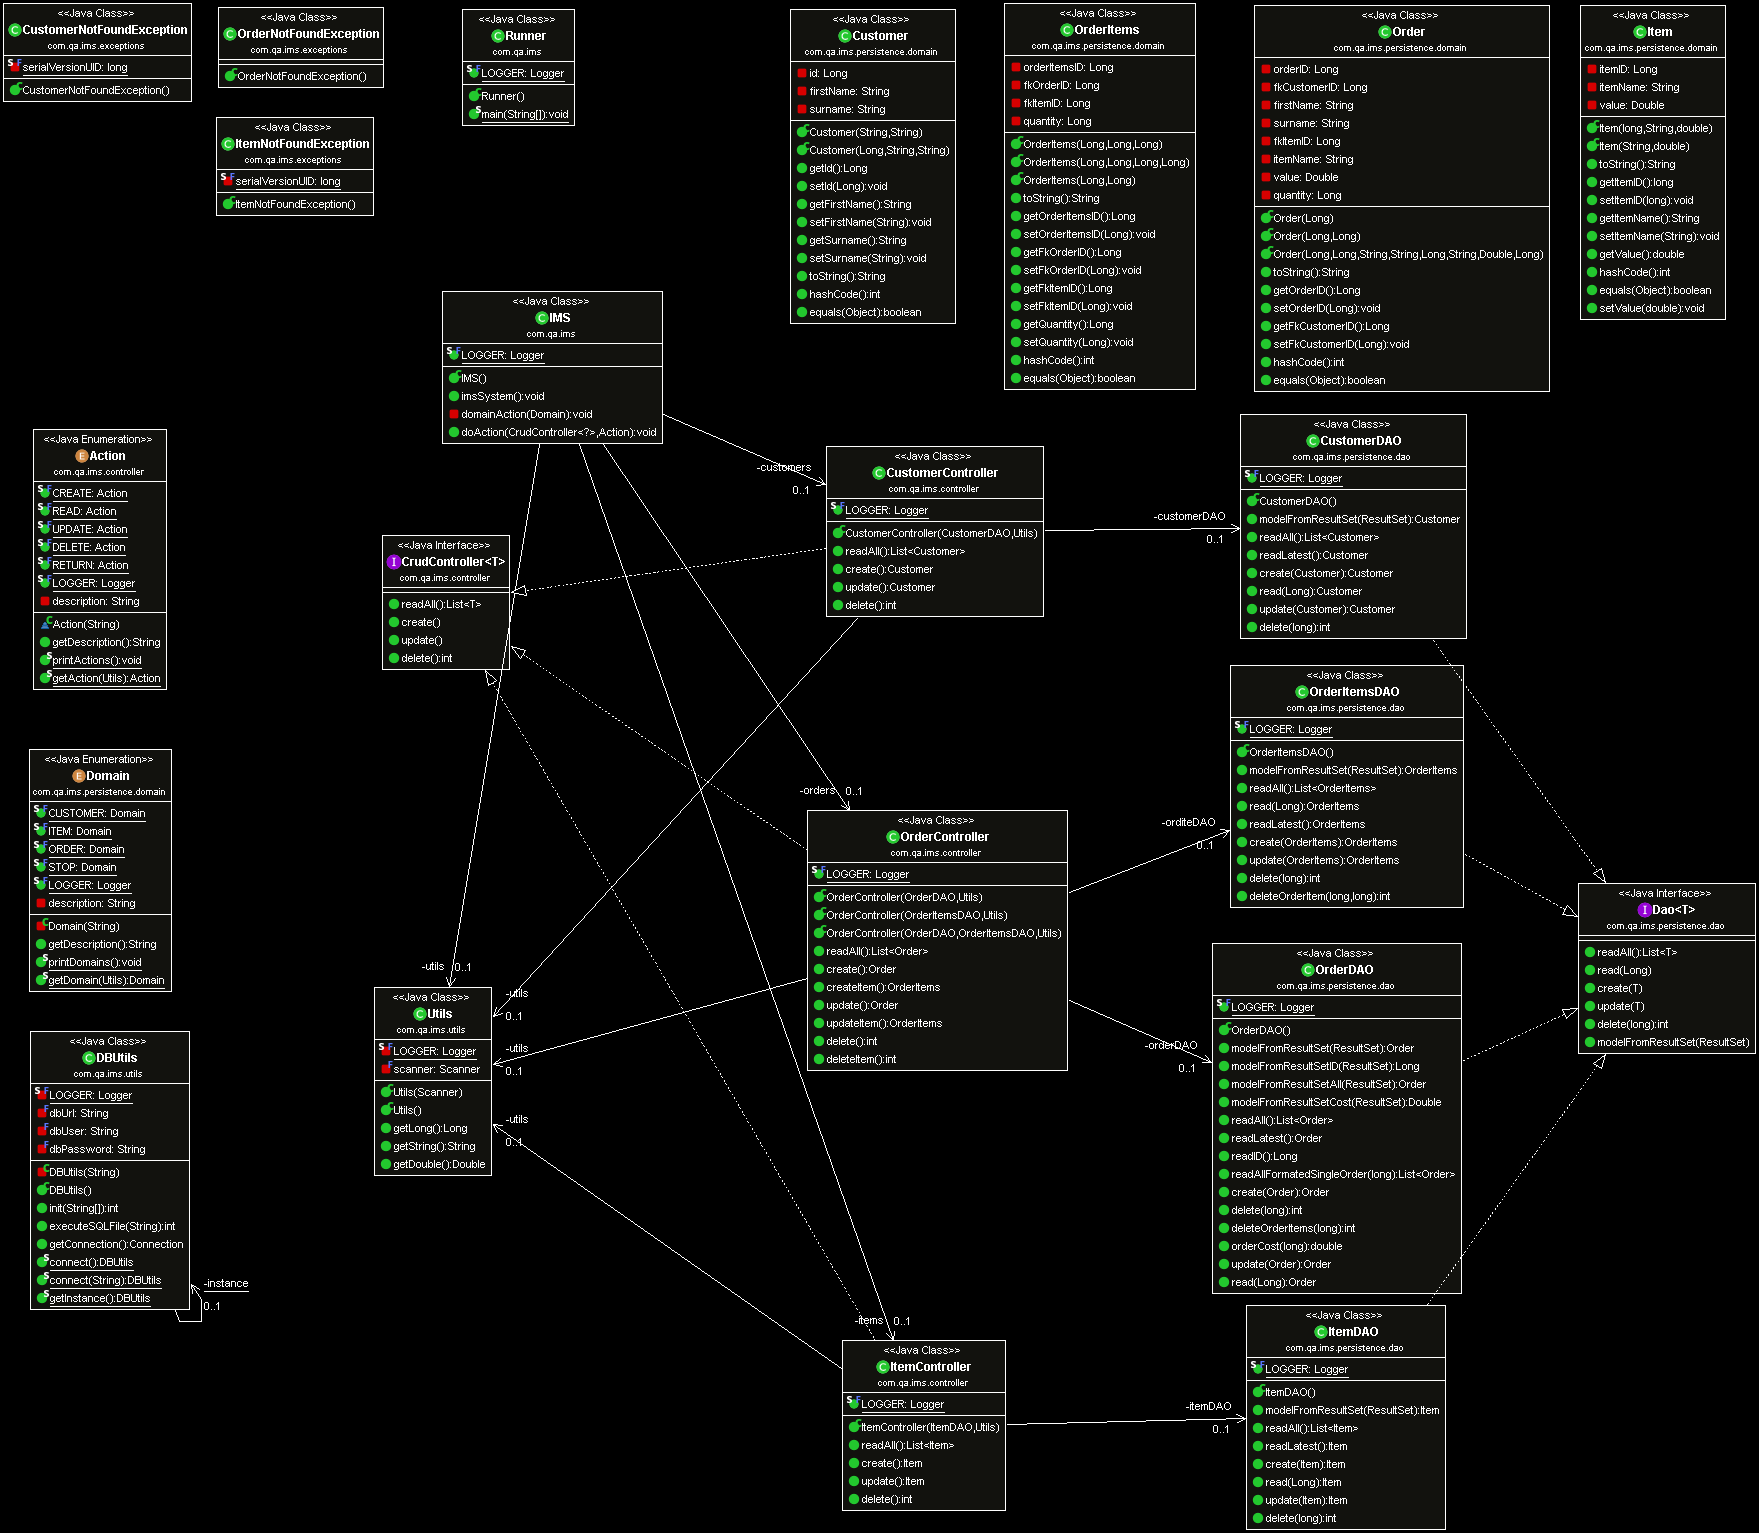 <<Java Class>>
CustomerNotFoundException
com.qa.ims.exceptions
serialVersionUID: long
CustomerNotFoundException()
<<Java Class>>
OrderNotFoundException
com.qa.ims.exceptions
OrderNotFoundException()
<<Java Class>>
ItemNotFoundException
com.qa.ims.exceptions
serialVersionUID: long
ItemNotFoundException()
<<Java Class>>
Runner
com.qa.ims
LOGGER: Logger
Runner()
main(String[]):void
<<Java Class>>
Customer
com.qa.ims.persistence.domain
id: Long
firstName: String
surname: String
Customer(String,String)
Customer(Long,String,String)
getId():Long
setId(Long):void
getFirstName():String
setFirstName(String):void
getSurname():String
setSurname(String):void
toString():String
hashCode():int
equals(Object):boolean
<<Java Class>>
OrderItems
com.qa.ims.persistence.domain
orderItemsID: Long
fkOrderID: Long
fkItemID: Long
quantity: Long
OrderItems(Long,Long,Long)
OrderItems(Long,Long,Long,Long)
OrderItems(Long,Long)
toString():String
getOrderItemsID():Long
setOrderItemsID(Long):void
getFkOrderID():Long
setFkOrderID(Long):void
getFkItemID():Long
setFkItemID(Long):void
getQuantity():Long
setQuantity(Long):void
hashCode():int
equals(Object):boolean
<<Java Class>>
Order
com.qa.ims.persistence.domain
orderID: Long
fkCustomerID: Long
firstName: String
surname: String
fkItemID: Long
itemName: String
value: Double
quantity: Long
Order(Long)
Order(Long,Long)
Order(Long,Long,String,String,Long,String,Double,Long)
toString():String
getOrderID():Long
setOrderID(Long):void
getFkCustomerID():Long
setFkCustomerID(Long):void
hashCode():int
equals(Object):boolean
<<Java Class>>
Item
com.qa.ims.persistence.domain
itemID: Long
itemName: String
value: Double
Item(long,String,double)
Item(String,double)
toString():String
getItemID():long
setItemID(long):void
getItemName():String
setItemName(String):void
getValue():double
hashCode():int
equals(Object):boolean
setValue(double):void
<<Java Class>>
IMS
com.qa.ims
LOGGER: Logger
IMS()
imsSystem():void
domainAction(Domain):void
doAction(CrudController<?>,Action):void
<<Java Enumeration>>
Action
com.qa.ims.controller
CREATE: Action
READ: Action
UPDATE: Action
DELETE: Action
RETURN: Action
LOGGER: Logger
description: String
Action(String)
getDescription():String
printActions():void
getAction(Utils):Action
<<Java Interface>>
CrudController<T>
com.qa.ims.controller
readAll():List<T>
create()
update()
delete():int
-customers
0..1
<<Java Class>>
CustomerController
com.qa.ims.controller
LOGGER: Logger
CustomerController(CustomerDAO,Utils)
readAll():List<Customer>
create():Customer
update():Customer
delete():int
-customerDAO
0..1
<<Java Class>>
CustomerDAO
com.qa.ims.persistence.dao
LOGGER: Logger
CustomerDAO()
modelFromResultSet(ResultSet):Customer
readAll():List<Customer>
readLatest():Customer
create(Customer):Customer
read(Long):Customer
update(Customer):Customer
delete(long):int
<<Java Class>>
OrderItemsDAO
com.qa.ims.persistence.dao
LOGGER: Logger
OrderItemsDAO()
modelFromResultSet(ResultSet):OrderItems
readAll():List<OrderItems>
read(Long):OrderItems
readLatest():OrderItems
create(OrderItems):OrderItems
update(OrderItems):OrderItems
delete(long):int
deleteOrderItem(long,long):int
<<Java Enumeration>>
Domain
com.qa.ims.persistence.domain
CUSTOMER: Domain
ITEM: Domain
ORDER: Domain
STOP: Domain
LOGGER: Logger
description: String
Domain(String)
getDescription():String
printDomains():void
getDomain(Utils):Domain
-orders
0..1
<<Java Class>>
OrderController
com.qa.ims.controller
LOGGER: Logger
OrderController(OrderDAO,Utils)
OrderController(OrderItemsDAO,Utils)
OrderController(OrderDAO,OrderItemsDAO,Utils)
readAll():List<Order>
create():Order
createItem():OrderItems
update():Order
updateItem():OrderItems
delete():int
deleteItem():int
-orditeDAO
0..1
-orderDAO
0..1
<<Java Interface>>
Dao<T>
com.qa.ims.persistence.dao
readAll():List<T>
read(Long)
create(T)
update(T)
delete(long):int
modelFromResultSet(ResultSet)
<<Java Class>>
OrderDAO
com.qa.ims.persistence.dao
LOGGER: Logger
OrderDAO()
modelFromResultSet(ResultSet):Order
modelFromResultSetID(ResultSet):Long
modelFromResultSetAll(ResultSet):Order
modelFromResultSetCost(ResultSet):Double
readAll():List<Order>
readLatest():Order
readID():Long
readAllFormatedSingleOrder(long):List<Order>
create(Order):Order
delete(long):int
deleteOrderItems(long):int
orderCost(long):double
update(Order):Order
read(Long):Order
-utils
0..1
-utils
0..1
-utils
0..1
-utils
0..1
<<Java Class>>
Utils
com.qa.ims.utils
LOGGER: Logger
scanner: Scanner
Utils(Scanner)
Utils()
getLong():Long
getString():String
getDouble():Double
<<Java Class>>
DBUtils
com.qa.ims.utils
LOGGER: Logger
dbUrl: String
dbUser: String
dbPassword: String
DBUtils(String)
DBUtils()
init(String[]):int
executeSQLFile(String):int
getConnection():Connection
connect():DBUtils
connect(String):DBUtils
getInstance():DBUtils
-instance
0..1
-items
0..1
<<Java Class>>
ItemController
com.qa.ims.controller
LOGGER: Logger
ItemController(ItemDAO,Utils)
readAll():List<Item>
create():Item
update():Item
delete():int
-itemDAO
0..1
<<Java Class>>
ItemDAO
com.qa.ims.persistence.dao
LOGGER: Logger
ItemDAO()
modelFromResultSet(ResultSet):Item
readAll():List<Item>
readLatest():Item
create(Item):Item
read(Long):Item
update(Item):Item
delete(long):int